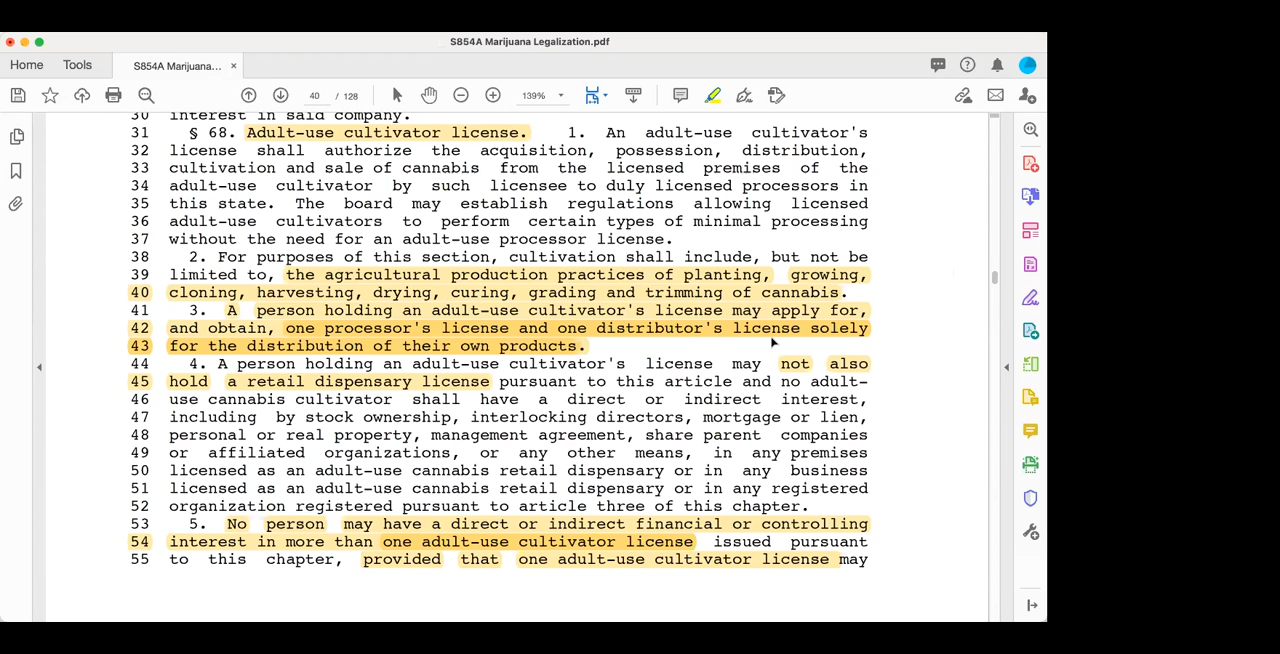 S854A Marijuana Legalization.pdf
Home Tools S854A Marijuana... ×
40 / 128 139%
30 interest in said company.
31 § 68. Adult-use cultivator license. 1. An adult-use cultivator's
32 license shall authorize the acquisition, possession, distribution,
33 cultivation and sale of cannabis from the licensed premises of the
34 adult-use cultivator by such licensee to duly licensed processors in
35 this state. The board may establish regulations allowing licensed
36 adult-use cultivators to perform certain types of minimal processing
37 without the need for an adult-use processor license.
38 2. For purposes of this section, cultivation shall include, but not be
39 limited to, the agricultural production practices of planting, growing,
40 cloning, harvesting, drying, curing, grading and trimming of cannabis.
41 3. A person holding an adult-use cultivator's license may apply for,
42 and obtain, one processor's license and one distributor's license solely
43 for the distribution of their own products.
44 4. A person holding an adult-use cultivator's license may not also
45 hold a retail dispensary license pursuant to this article and no adult-
46 use cannabis cultivator shall have a direct or indirect interest,
47 including by stock ownership, interlocking directors, mortgage or lien,
48 personal or real property, management agreement, share parent companies
49 or affiliated organizations, or any other means, in any premises
50 licensed as an adult-use cannabis retail dispensary or in any business
51 licensed as an adult-use cannabis retail dispensary or in any registered
52 organization registered pursuant to article three of this chapter.
53 5. No person may have a direct or indirect financial or controlling
54 interest in more than one adult-use cultivator license issued pursuant
55 to this chapter, provided that one adult-use cultivator license may